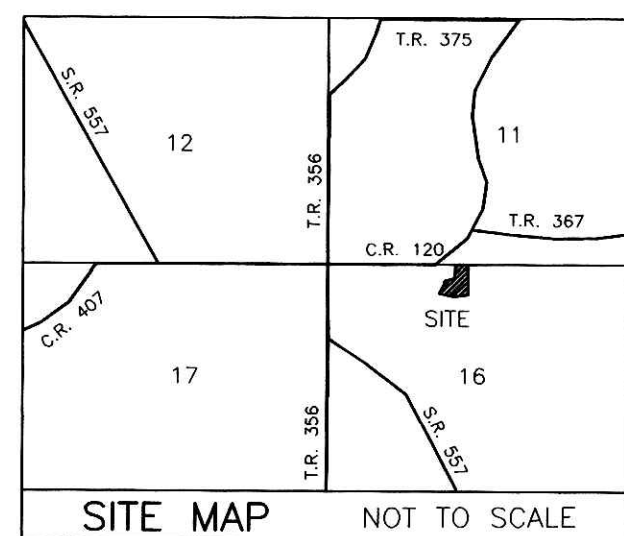 T.R. 375
S.R. 557
12
T.R. 356
11
T.R. 367
C.R. 120
C.R. 407
SITE
17
16
T.R. 356
S.R. 557
SITE MAP
NOT TO SCALE